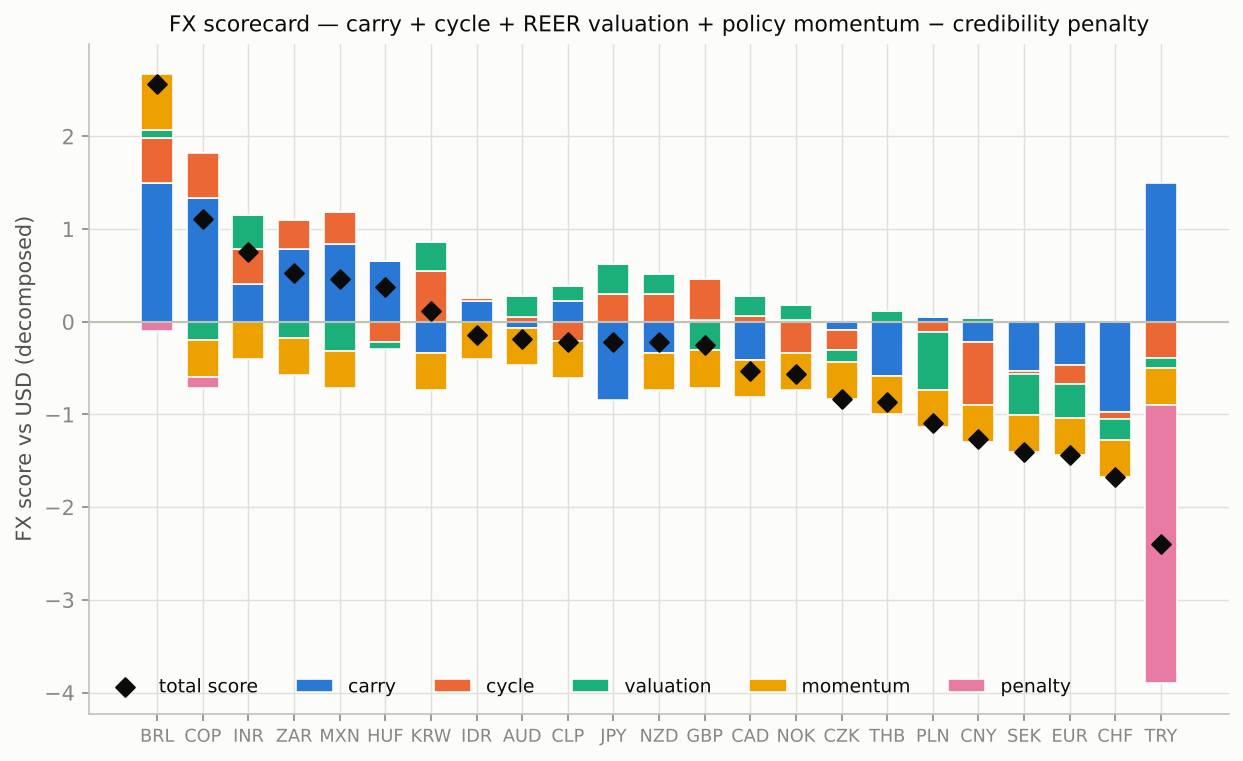 FX scorecard — carry + cycle + REER valuation + policy momentum − credibility penalty
FX score vs USD (decomposed)
2
1
0
−1
−2
−3
−4
total score carry cycle valuation momentum penalty
BRL COP INR ZAR MXN HUF KRW IDR AUD CLP JPY NZD GBP CAD NOK CZK THB PLN CNY SEK EUR CHF TRY